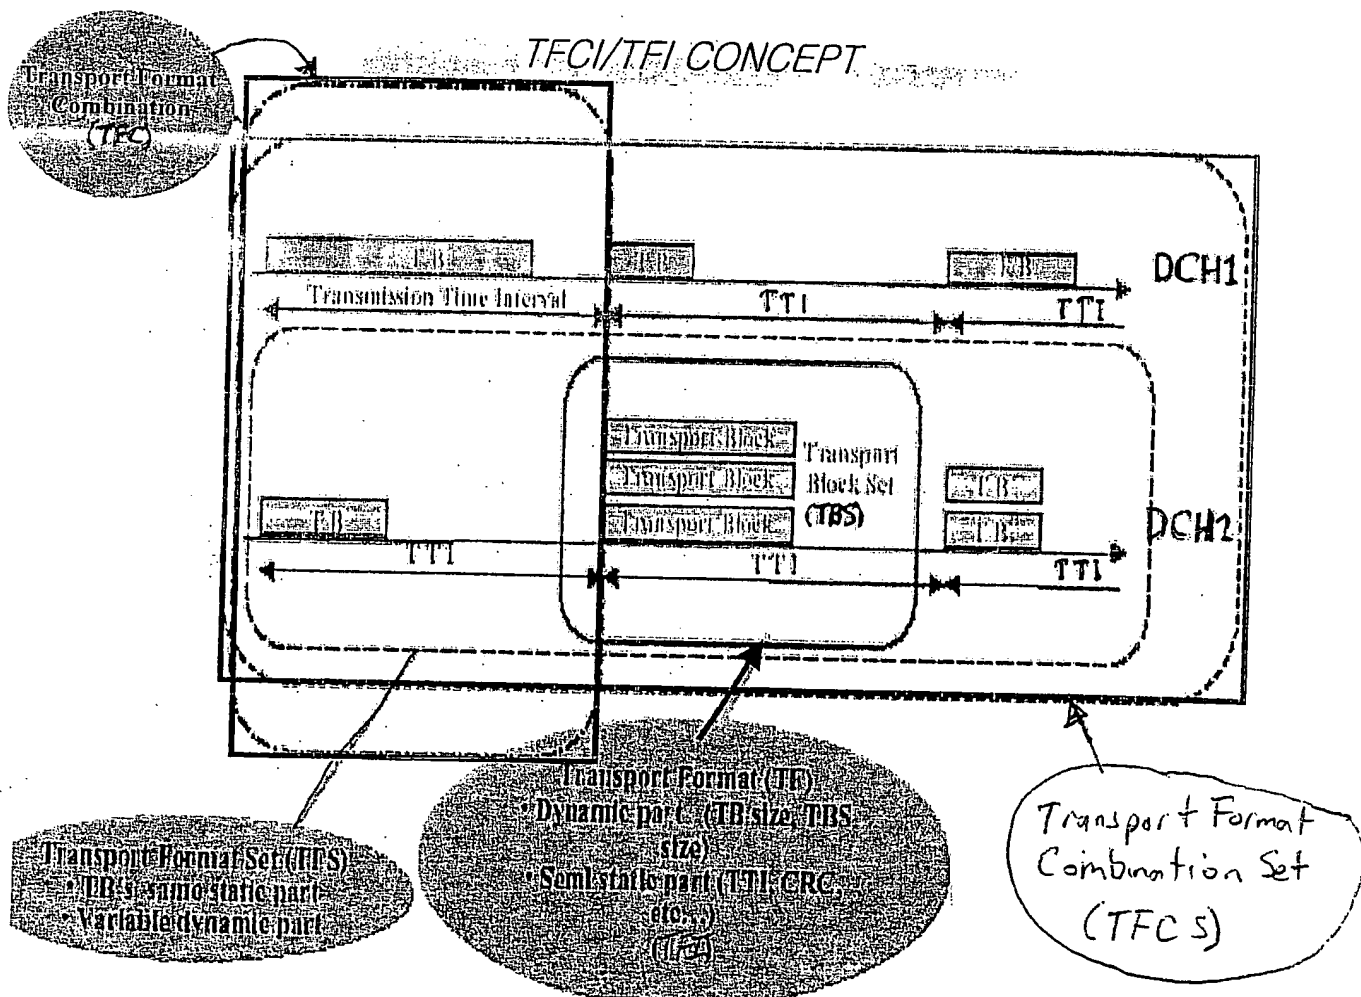 TFCI/TFI CONCEPT
Transport Format
Combination
(TFC)
TB
TB
TB
DCH1
Transmission Time Interval
TTI
TTI
Transport Block
Transport Block
Transport Block
Transport
Block Set
(TBS)
TB
TB
TB
DCH2
TTI
TTI
TTI
Transport Format (TF)
• Dynamic part (TB size, TBS
size)
• Semi static part (TTI, CRC,
etc...)
(TFI)
Transport Format Set (TFS)
• TB's, same static part
• Variable dynamic part
Transport Format
Combination Set
(TFCS)